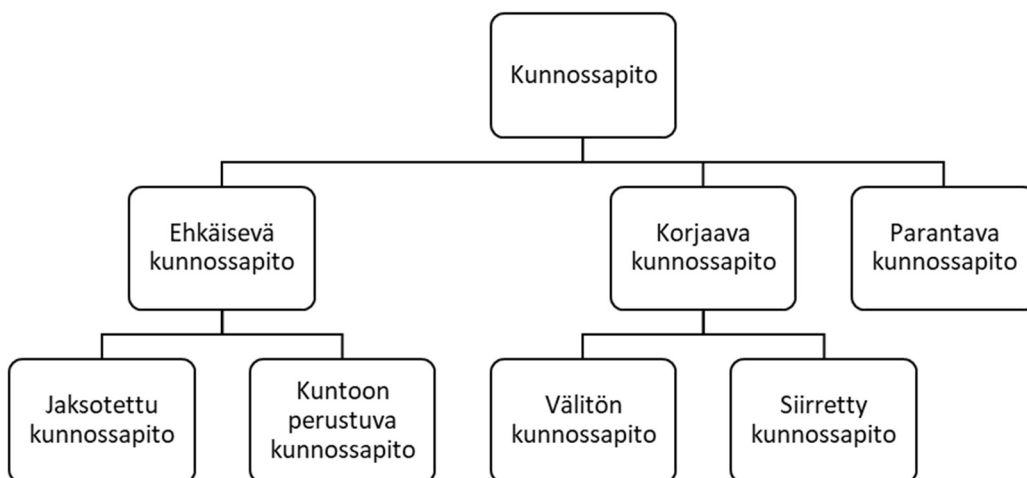 Kunnossapito
Ehkäisevä
kunnossapito
Korjaava
kunnossapito
Parantava
kunnossapito
Jaksotettu
kunnossapito
Kuntoon
perustuva
kunnossapito
Välitön
kunnossapito
Siirretty
kunnossapito